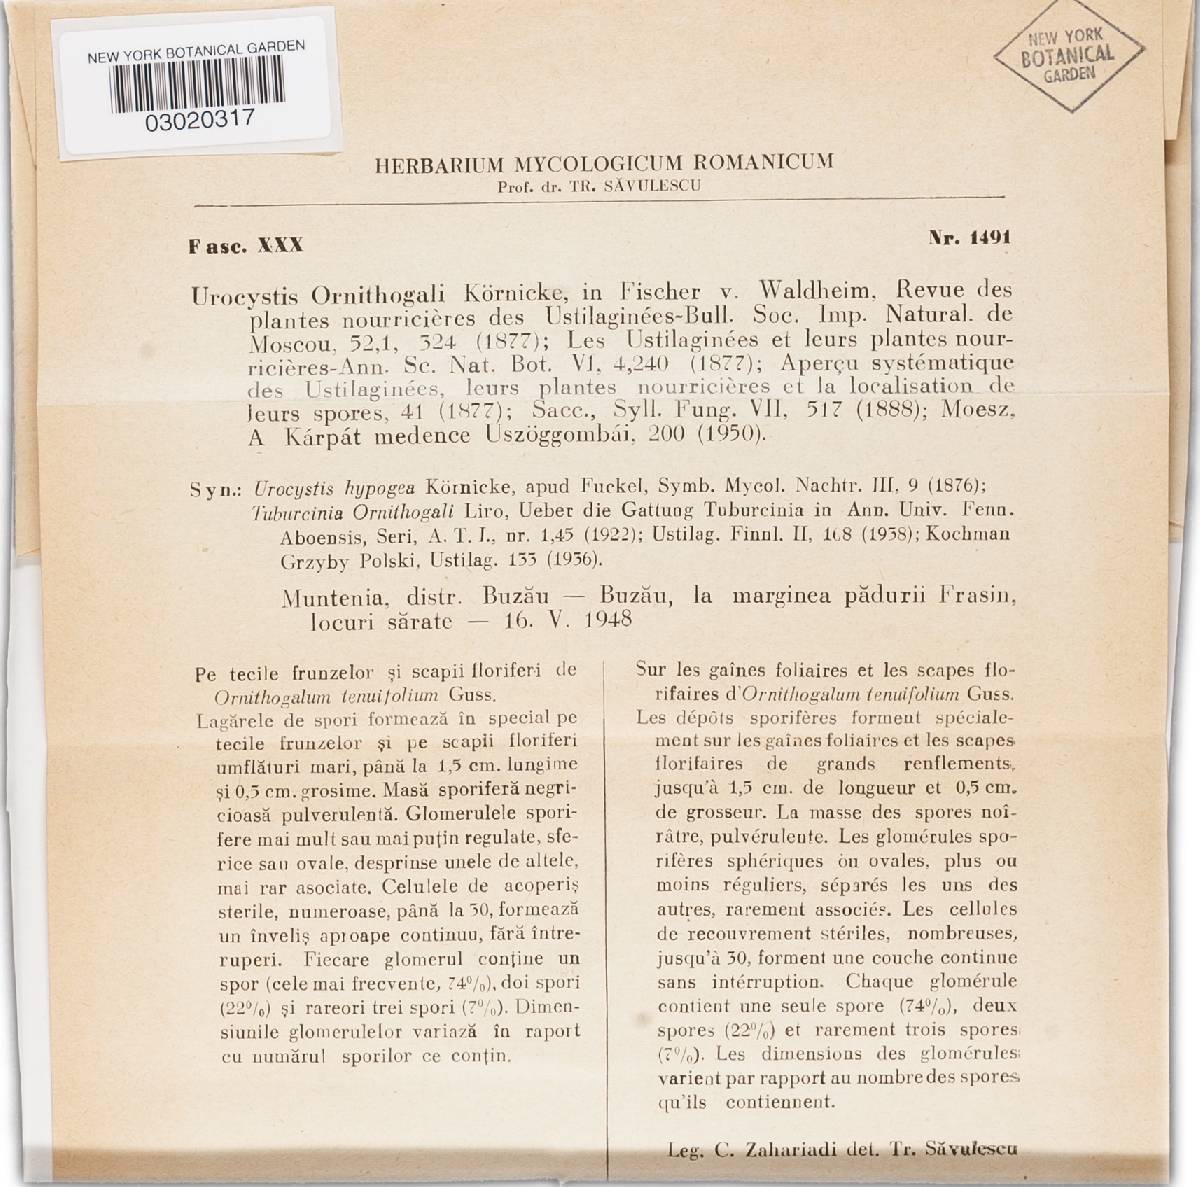 NEW YORK BOTANICAL GARDEN
03020317
NEW YORK
BOTANICAL
GARDEN
HERBARIUM MYCOLOGICUM ROMANICUM
Prof. dr. TR. SĂVULESCU
Fasc. XXX
Nr. 1491
Urocystis Ornithogali Körnicke, in Fischer v. Waldheim, Revue des
plantes nourricières des Ustilaginées-Bull. Soc. Imp. Natural. de
Moscou, 52,1, 324 (1877); Les Ustilaginées et leurs plantes nour-
ricières-Ann. Sc. Nat. Bot. VI, 4,240 (1877); Aperçu systématique
des Ustilaginées, leurs plantes nourricières et la localisation de
leurs spores, 41 (1877); Sacc., Syll. Fung. VII, 517 (1888); Moesz,
A Kárpát medence Uszöggombái, 200 (1950).
Syn.: Urocystis hypogea Körnicke, apud Fuckel, Symb. Mycol. Nachtr. III, 9 (1876);
Tuburcinia Ornithogali Liro, Ueber die Gattung Tuburcinia in Ann. Univ. Fenn.
Aboensis, Seri, A. T. I., nr. 1,45 (1922); Ustilag. Finnl. II, 168 (1938); Kochman
Grzyby Polski, Ustilag. 133 (1936).
Muntenia, distr. Buzău — Buzău, la marginea pădurii Frasin,
locuri sărate — 16. V. 1948
Pe tecile frunzelor și scapii floriferi de
Ornithogalum tenuifolium Guss.
Lagărele de spori formează în special pe
tecile frunzelor și pe scapii floriferi
umflături mari, până la 1,5 cm. lungime
și 0,5 cm. grosime. Masă sporiferă negri-
cioasă pulverulentă. Glomerulele spori-
fere mai mult sau mai puțin regulate, sfe-
rice sau ovale, desprinse unele de altele,
mai rar asociate. Celulele de acoperiș
sterile, numeroase, până la 30, formează
un înveliș aproape continuu, fără între-
ruperi. Fiecare glomerul conține un
spor (cele mai frecvente, 74%), doi spori
(22%) și rareori trei spori (7%). Dimen-
siunile glomerulelor variază în raport
cu numărul sporilor ce conțin.
Sur les gaînes foliaires et les scapes flo-
rifaires d'Ornithogalum tenuifolium Guss.
Les dépôts sporifères forment spéciale-
ment sur les gaînes foliaires et les scapes
florifaires de grands renflements,
jusqu'à 1,5 cm. de longueur et 0,5 cm.
de grosseur. La masse des spores noî-
râtre, pulvérulente. Les glomérules spo-
rifères sphériques òu ovales, plus ou
moins réguliers, séparés les uns des
autres, rarement associés. Les cellules
de recouvrement stériles, nombreuses,
jusqu'à 30, forment une couche continue
sans intérruption. Chaque glomérule
contient une seule spore (74%), deux
spores (22%) et rarement trois spores
(7%). Les dimensions des glomérules
varient par rapport au nombre des spores
qu'ils contiennent.
Leg. C. Zahariadi det. Tr. Săvulescu